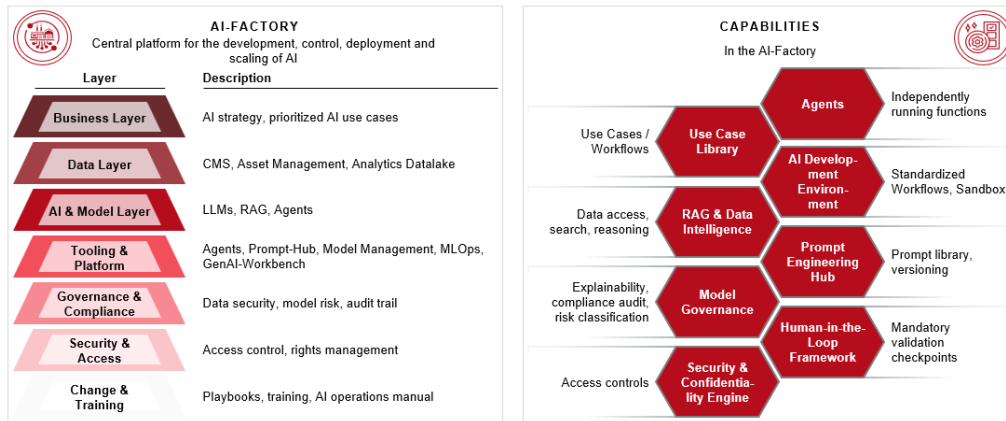 AI-FACTORY
Central platform for the development, control, deployment and
scaling of AI
Layer
Description
Business Layer
AI strategy, prioritized AI use cases
Data Layer
CMS, Asset Management, Analytics Datalake
AI & Model Layer
LLMs, RAG, Agents
Tooling &
Platform
Agents, Prompt-Hub, Model Management, MLOps,
GenAI-Workbench
Governance &
Compliance
Data security, model risk, audit trail
Security &
Access
Access control, rights management
Change &
Training
Playbooks, training, AI operations manual
CAPABILITIES
In the AI-Factory
Agents
Independently
running functions
Use Cases /
Workflows
Use Case
Library
AI Develop-
ment
Environ-
ment
Standardized
Workflows, Sandbox
Data access,
search, reasoning
RAG & Data
Intelligence
Prompt
Engineering
Hub
Prompt library,
versioning
Explainability,
compliance audit,
risk classification
Model
Governance
Human-in-the-
Loop
Framework
Mandatory
validation
checkpoints
Access controls
Security &
Confidentia-
lity Engine